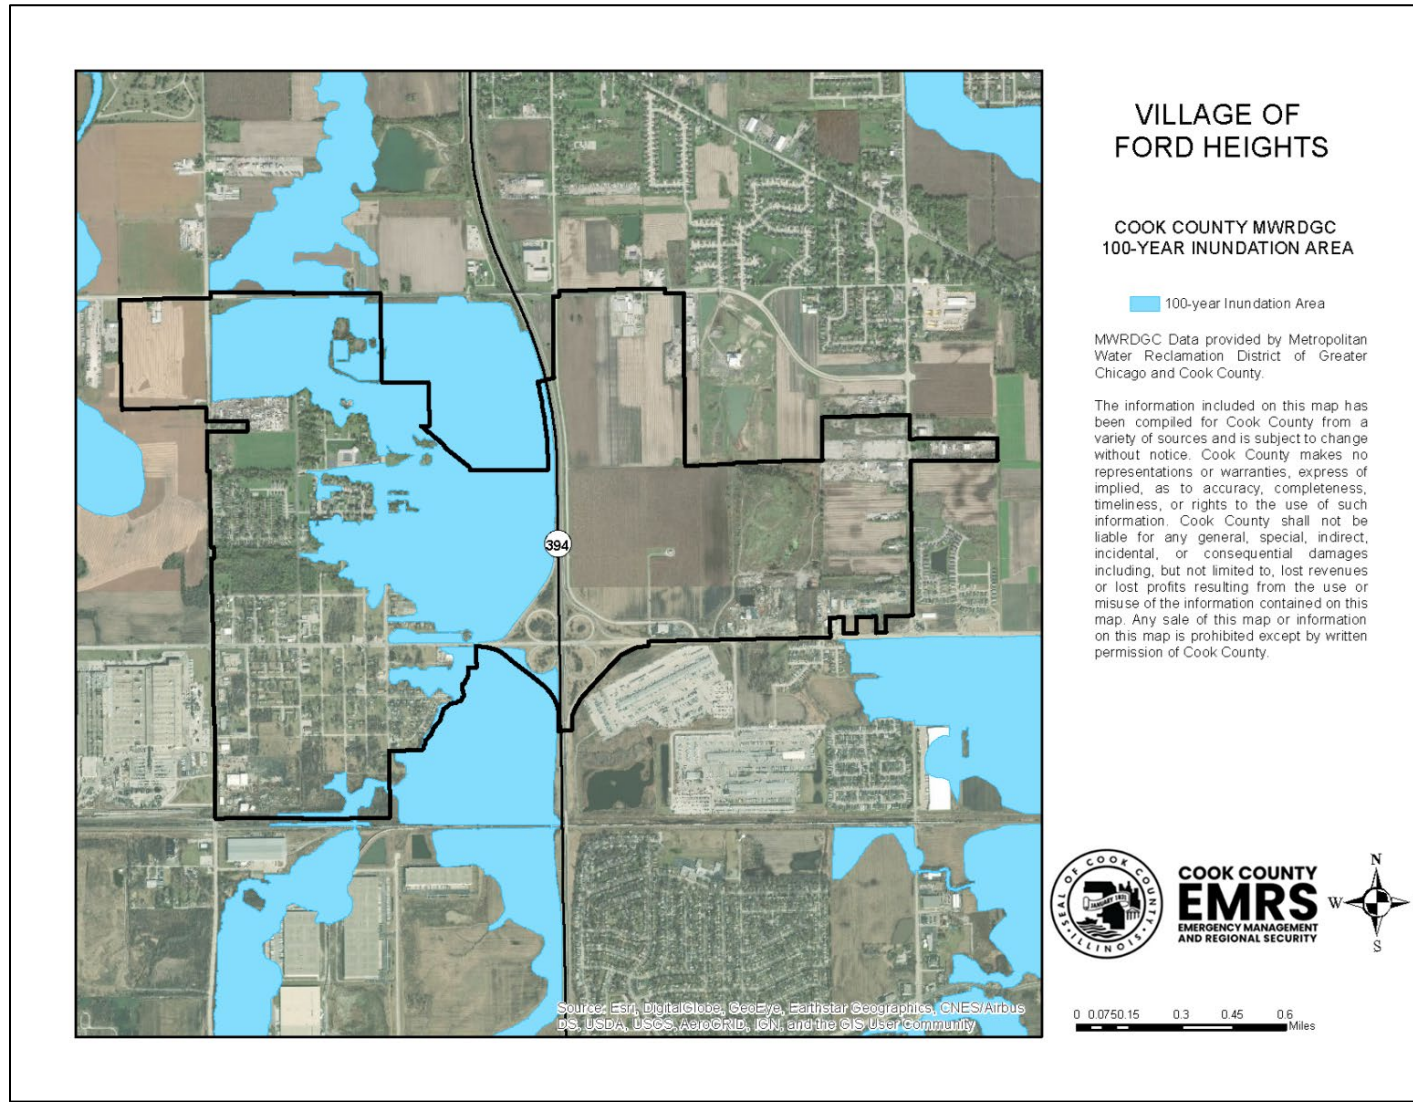 VILLAGE OF
FORD HEIGHTS
COOK COUNTY MWRDGC
100-YEAR INUNDATION AREA
100-year Inundation Area
MWRDGC Data provided by Metropolitan
Water Reclamation District of Greater
Chicago and Cook County.
The information included on this map has
been compiled for Cook County from a
variety of sources and is subject to change
without notice. Cook County makes no
representations or warranties, express of
implied, as to accuracy, completeness,
timeliness, or rights to the use of such
information. Cook County shall not be
liable for any general, special, indirect,
incidental, or consequential damages
including, but not limited to, lost revenues
or lost profits resulting from the use or
misuse of the information contained on this
map. Any sale of this map or information
on this map is prohibited except by written
permission of Cook County.
394
SEAL OF COOK COUNTY
JANUARY 1831
ILLINOIS
COOK COUNTY
EMRS
EMERGENCY MANAGEMENT
AND REGIONAL SECURITY
N
W
S
Source: Esri, DigitalGlobe, GeoEye, Earthstar Geographics, CNES/Airbus
DS, USDA, USGS, AeroGRID, IGN, and the GIS User Community
0 0.075 0.15 0.3 0.45 0.6
Miles